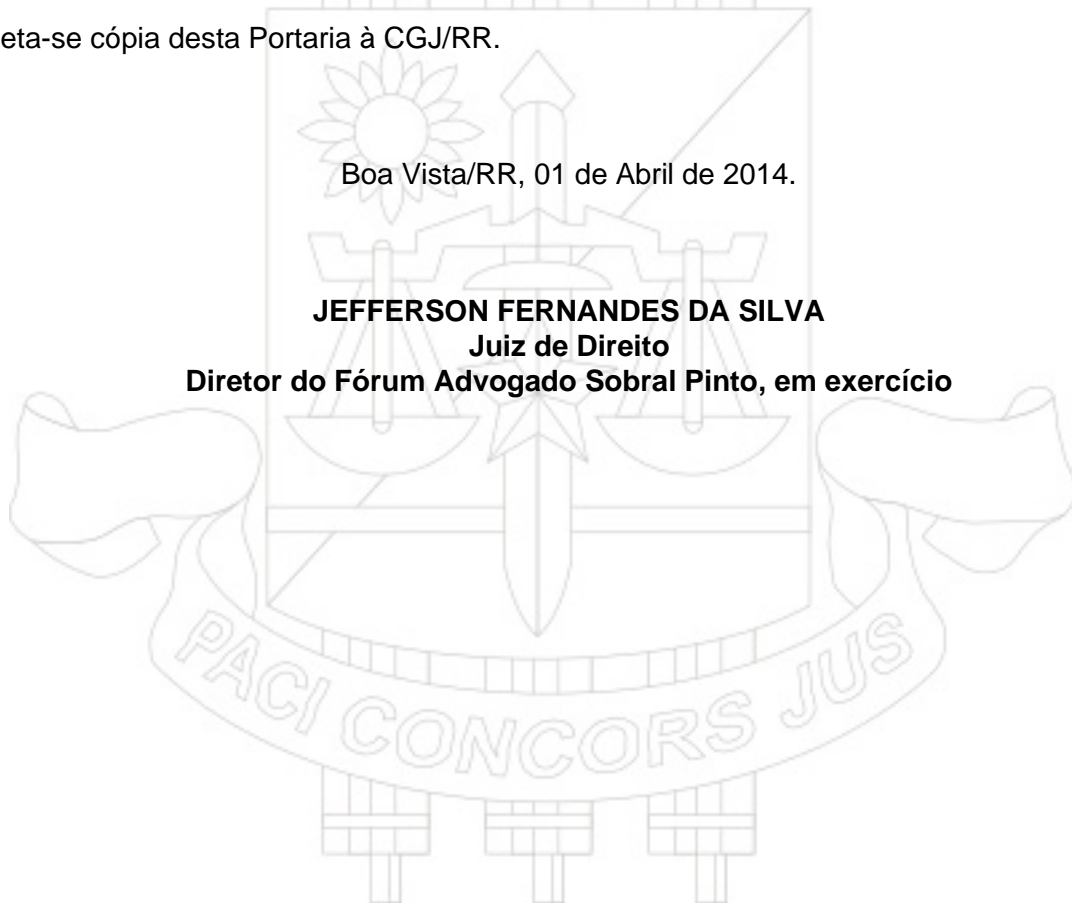 eta-se cópia desta Portaria à CGJ/RR.
Boa Vista/RR, 01 de Abril de 2014.
JEFFERSON FERNANDES DA SILVA
Juiz de Direito
Diretor do Fórum Advogado Sobral Pinto, em exercício
PACI CONCORS JUS